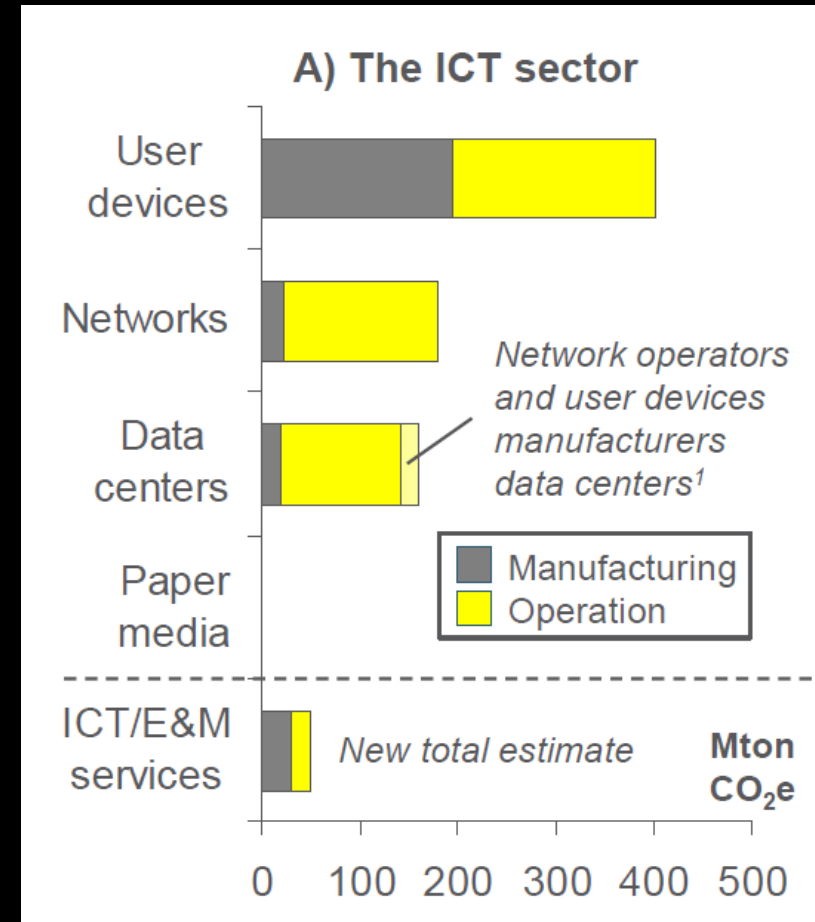 A) The ICT sector
User
devices
Networks
Network operators
and user devices
manufacturers
data centers¹
Data
centers
Manufacturing
Operation
Paper
media
ICT/E&M
services
New total estimate
Mton
CO₂e
0 100 200 300 400 500